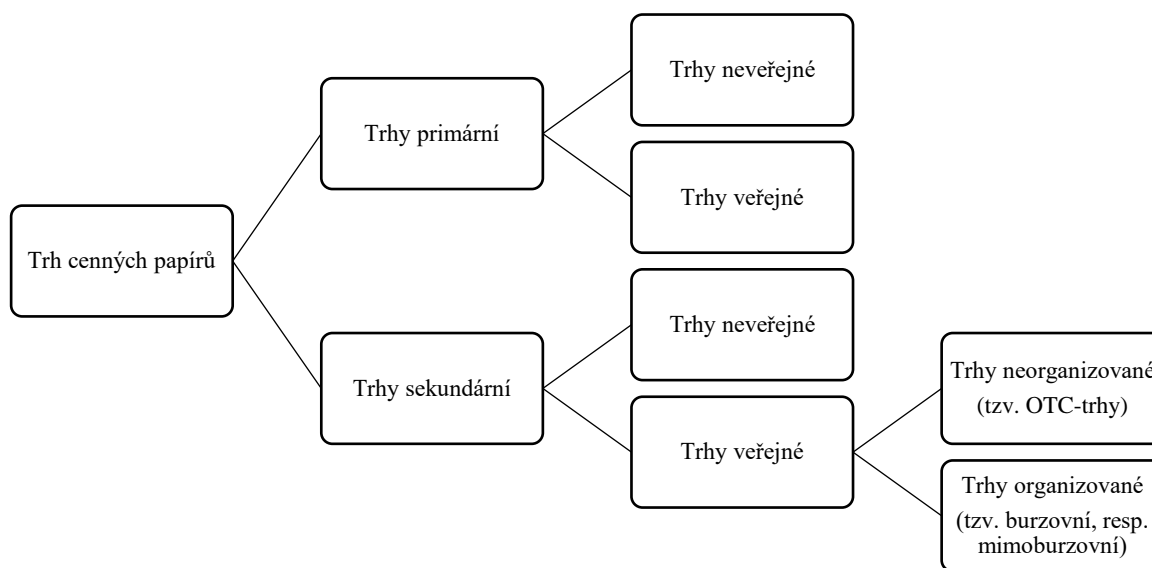 Trh cenných papírů
Trhy primární
Trhy neveřejné
Trhy veřejné
Trhy sekundární
Trhy neveřejné
Trhy veřejné
Trhy neorganizované
(tzv. OTC-trhy)
Trhy organizované
(tzv. burzovní, resp.
mimoburzovní)